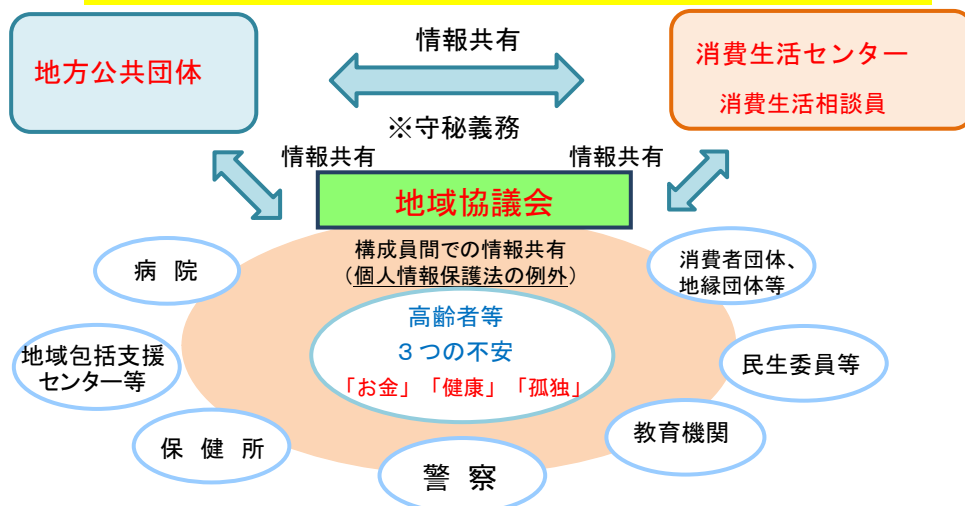 地方公共団体
情報共有
消費生活センター
消費生活相談員
※守秘義務
情報共有
情報共有
地域協議会
構成員間での情報共有
（個人情報保護法の例外）
病 院
消費者団体、
地縁団体等
高齢者等
３つの不安
「お金」「健康」「孤独」
地域包括支援
センター等
民生委員等
保 健 所
教育機関
警 察